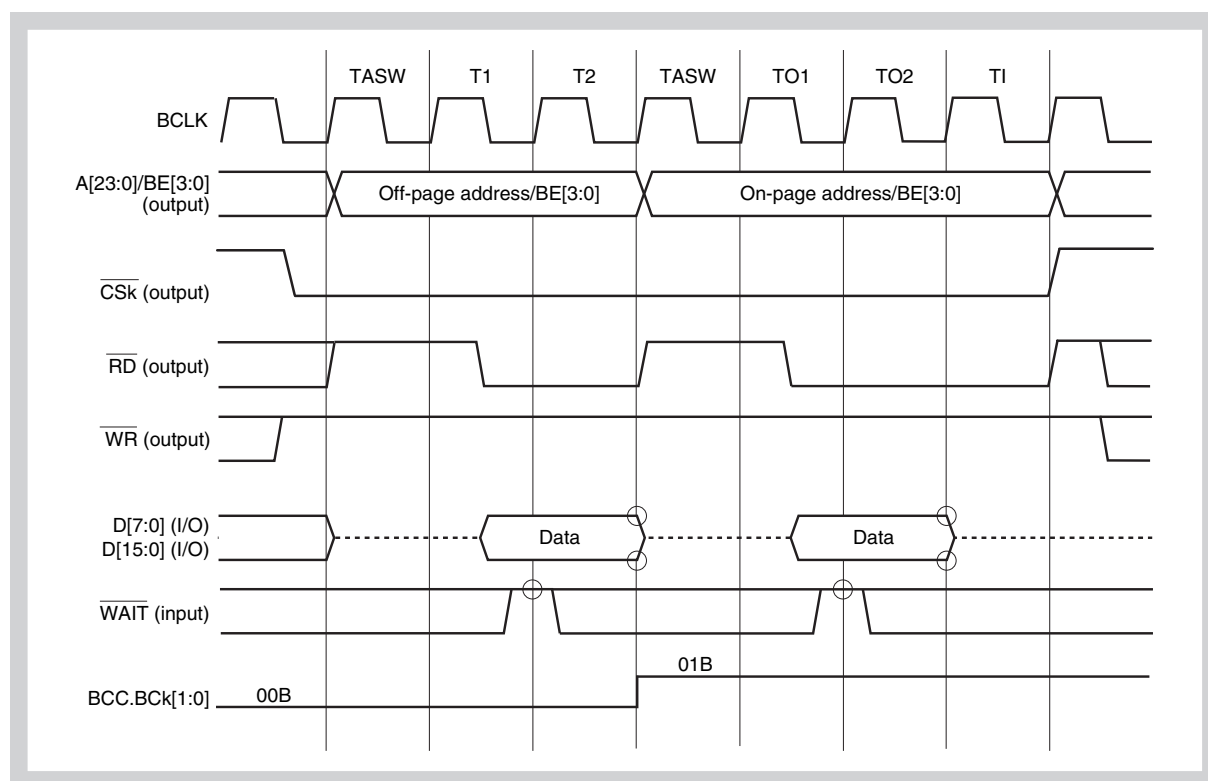 TASW T1 T2 TASW TO1 TO2 TI
BCLK
A[23:0]/BE[3:0]
(output)
Off-page address/BE[3:0] On-page address/BE[3:0]
CSk (output)
RD (output)
WR (output)
D[7:0] (I/O)
D[15:0] (I/O)
Data Data
WAIT (input)
01B
BCC.BCk[1:0] 00B